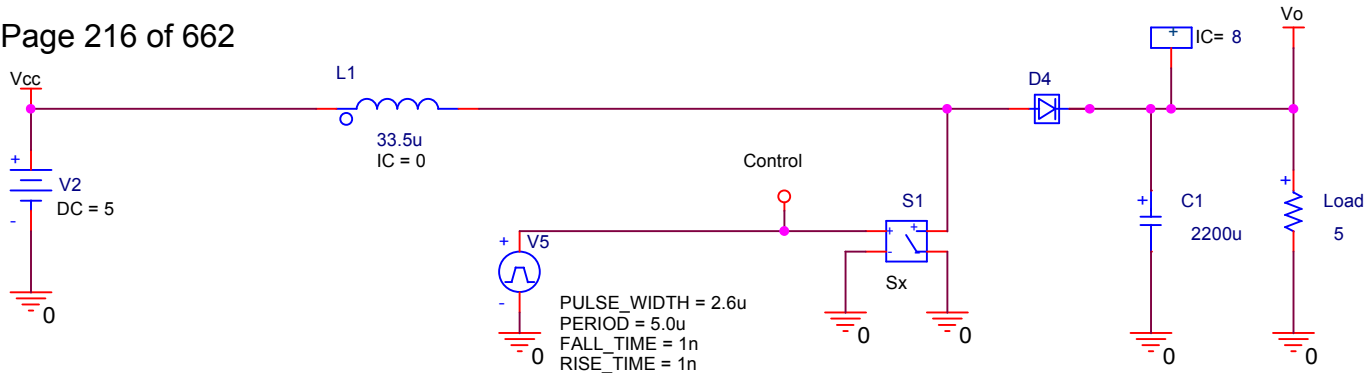 Page 216 of 662
Vo
+
IC= 8
Vcc
L1
D4
33.5u
IC = 0
Control
+
V2
DC = 5
-
S1
+
C1
2200u
+
Load
5
+
V5
-
+
-
+
Sx
PULSE_WIDTH = 2.6u
PERIOD = 5.0u
FALL_TIME = 1n
RISE_TIME = 1n
0
0
0
0
0
0